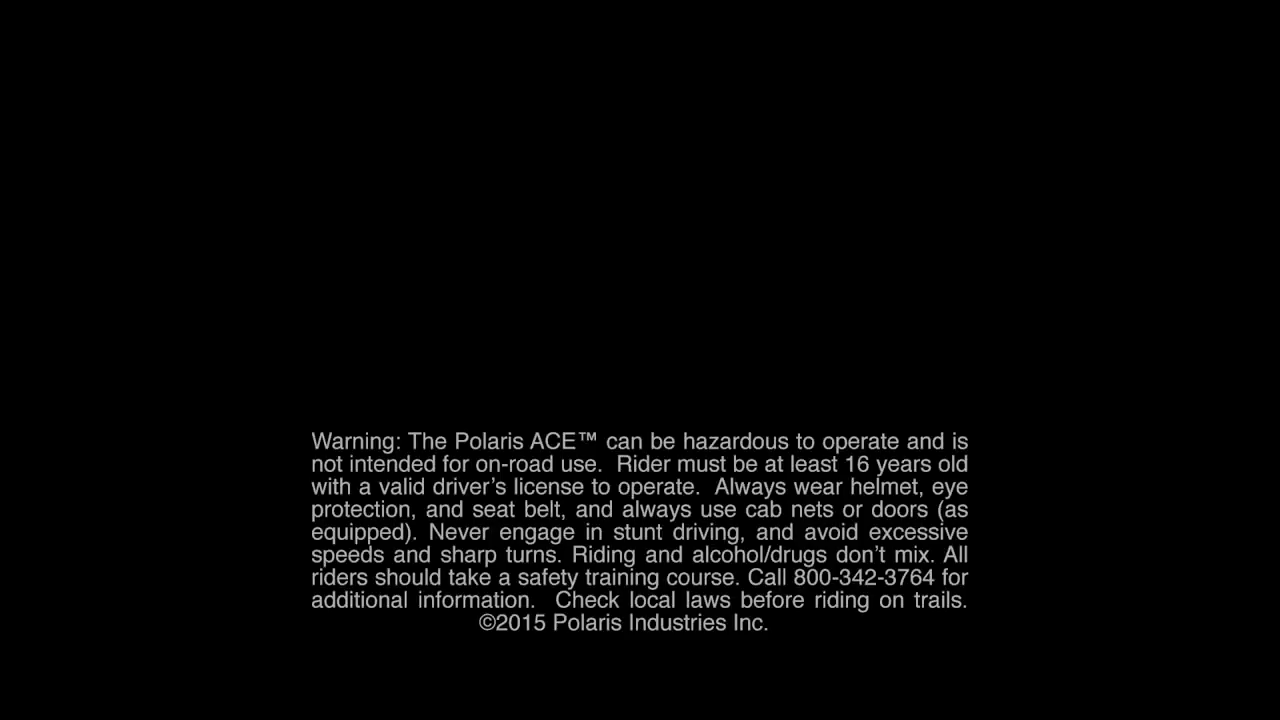 Warning: The Polaris ACE™ can be hazardous to operate and is
not intended for on-road use.  Rider must be at least 16 years old
with a valid driver's license to operate.  Always wear helmet, eye
protection, and seat belt, and always use cab nets or doors (as
equipped). Never engage in stunt driving, and avoid excessive
speeds and sharp turns. Riding and alcohol/drugs don't mix. All
riders should take a safety training course. Call 800-342-3764 for
additional information.  Check local laws before riding on trails.
©2015 Polaris Industries Inc.